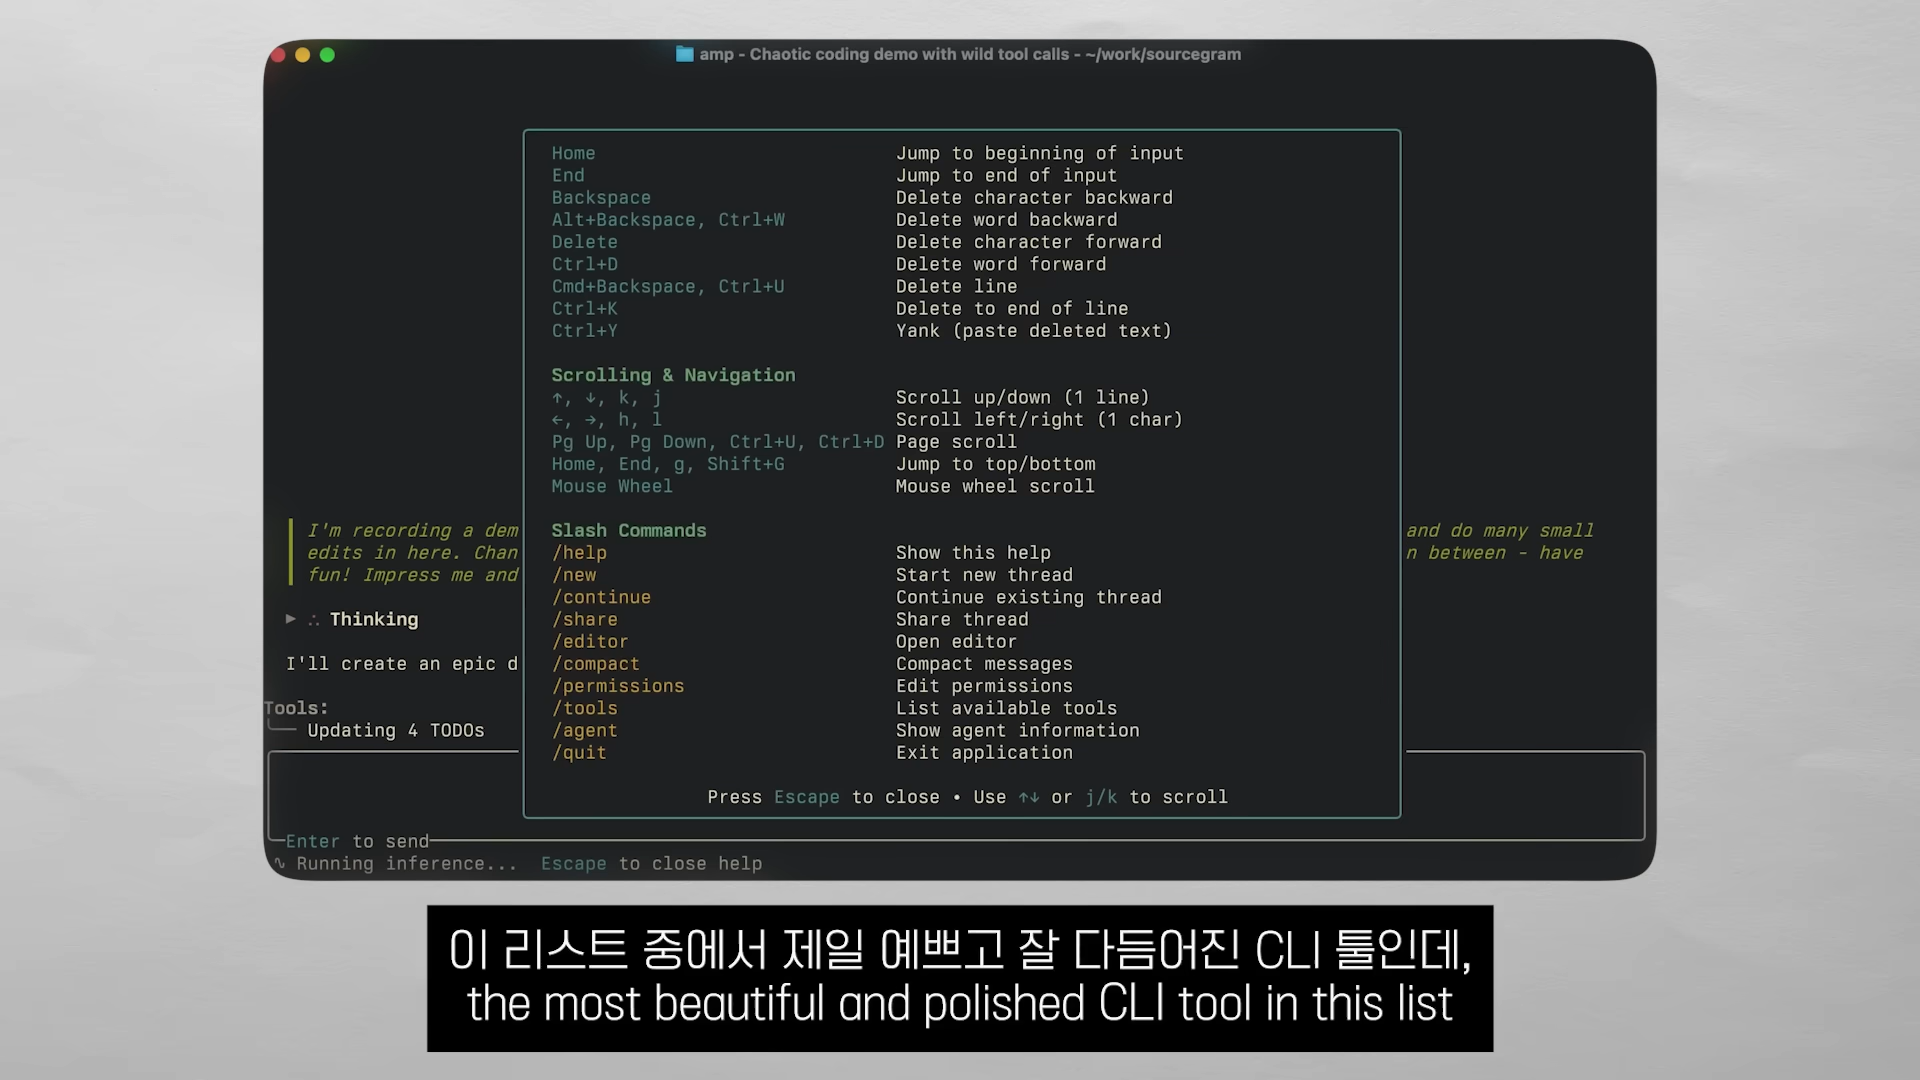 amp - Chaotic coding demo with wild tool calls - ~/work/sourcegram
Home Jump to beginning of input
End Jump to end of input
Backspace Delete character backward
Alt+Backspace, Ctrl+W Delete word backward
Delete Delete character forward
Ctrl+D Delete word forward
Cmd+Backspace, Ctrl+U Delete line
Ctrl+K Delete to end of line
Ctrl+Y Yank (paste deleted text)
Scrolling & Navigation
↑, ↓, k, j Scroll up/down (1 line)
←, →, h, l Scroll left/right (1 char)
Pg Up, Pg Down, Ctrl+U, Ctrl+D Page scroll
Home, End, g, Shift+G Jump to top/bottom
Mouse Wheel Mouse wheel scroll
Slash Commands
/help Show this help
/new Start new thread
/continue Continue existing thread
/share Share thread
/editor Open editor
/compact Compact messages
/permissions Edit permissions
/tools List available tools
/agent Show agent information
/quit Exit application
Press Escape to close • Use ↑↓ or j/k to scroll
I'm recording a dem and do many small
edits in here. Chan n between - have
fun! Impress me and
▶ ∴ Thinking
I'll create an epic d
Tools:
Updating 4 TODOs
Enter to send
∿ Running inference... Escape to close help
이 리스트 중에서 제일 예쁘고 잘 다듬어진 CLI 툴인데,
the most beautiful and polished CLI tool in this list